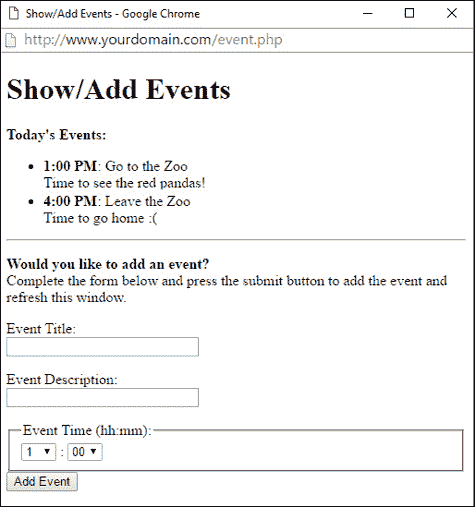 Show/Add Events - Google Chrome
http://www.yourdomain.com/event.php
Show/Add Events
Today's Events:
1:00 PM: Go to the Zoo
Time to see the red pandas!
4:00 PM: Leave the Zoo
Time to go home :(
Would you like to add an event?
Complete the form below and press the submit button to add the event and
refresh this window.
Event Title:
Event Description:
Event Time (hh:mm):
1 : 00
Add Event